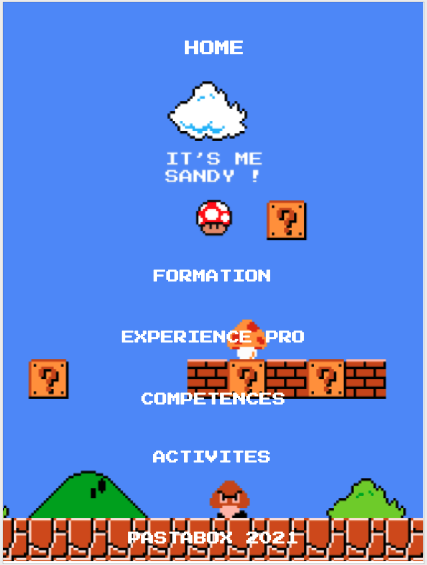 HOME
IT'S ME
SANDY !
?
FORMATION
EXPERIENCE PRO
? ? ?
COMPETENCES
ACTIVITES
PASTABOX 2021